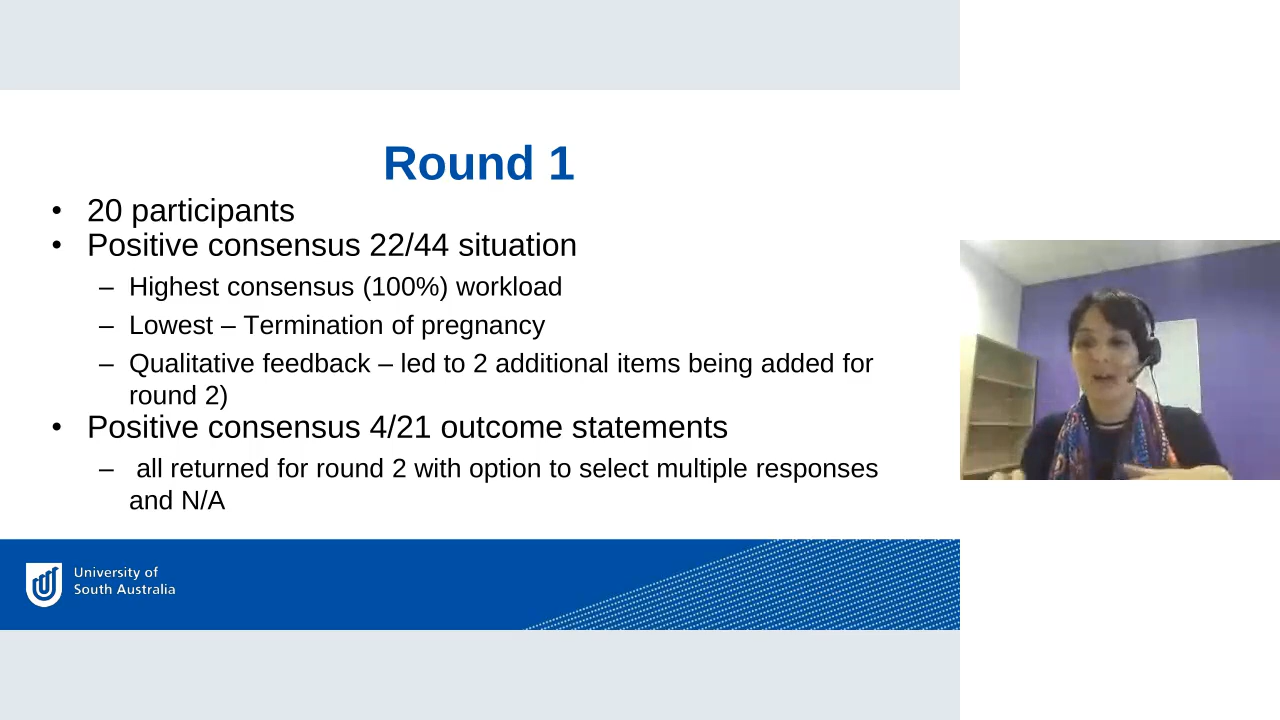 Round 1
• 20 participants
• Positive consensus 22/44 situation
– Highest consensus (100%) workload
– Lowest – Termination of pregnancy
– Qualitative feedback – led to 2 additional items being added for
round 2)
• Positive consensus 4/21 outcome statements
– all returned for round 2 with option to select multiple responses
and N/A
University of
South Australia